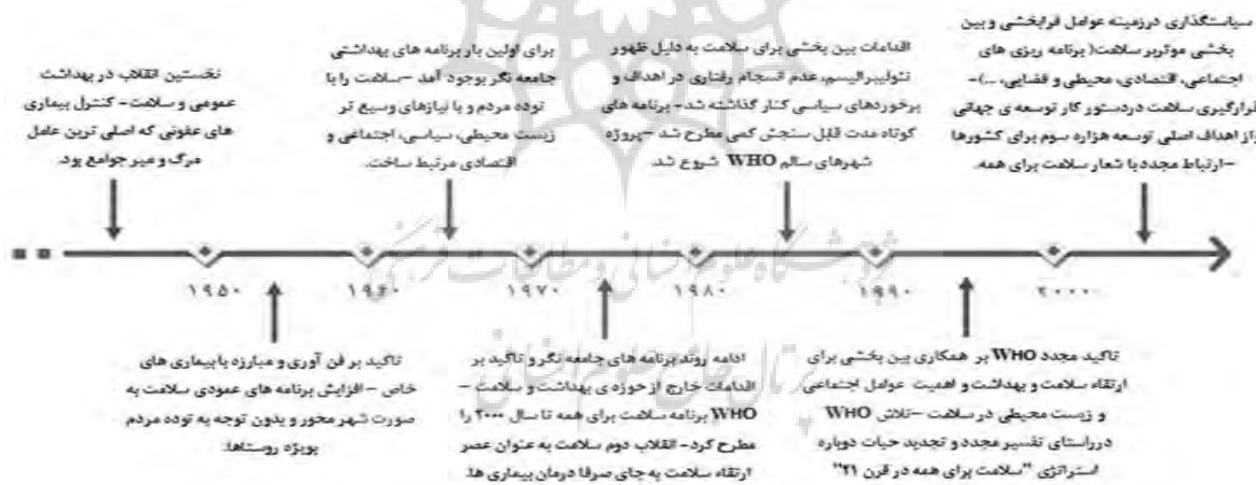 نخستین انقلاب در بهداشت
عمومی و سلامت- کنترل بیماری
های عفونی که اصلی ترین عامل
مرگ و میر جوامع بود.
برای اولین بار برنامه های بهداشتی
جامعه نگر بوجود آمد -سلامت را با
توده مردم و با نیازهای وسیع تر
زیست محیطی، سیاسی، اجتماعی و
اقتصادی مرتبط ساخت.
اقدامات بین بخشی برای سلامت به دلیل ظهور
نئولیبرالیسم، عدم انسجام رفتاری در اهداف و
برخوردهای سیاسی کنار گذاشته شد- برنامه های
کوتاه مدت قابل سنجش کمی مطرح شد -پروژه
شهرهای سالم WHO شروع شد.
سیاستگذاری درزمینه عوامل فرابخشی و بین
بخشی موثربر سلامت( برنامه ریزی های
اجتماعی، اقتصادی، محیطی و فضایی، ...)-
قرارگیری سلامت دردستور کار توسعه ی جهانی
واز اهداف اصلی توسعه هزاره سوم برای کشورها
-ارتباط مجدد با شعار سلامت برای همه.
۱۹۵۰
۱۹۶۰
۱۹۷۰
۱۹۸۰
۱۹۹۰
۲۰۰۰
تاکید بر فن آوری و مبارزه با بیماری های
خاص - افزایش برنامه های عمودی سلامت به
صورت شهر محور و بدون توجه به توده مردم
بویژه روستاها.
ادامه روند برنامه های جامعه نگر و تاکید بر
اقدامات خارج از حوزه ی بهداشت و سلامت -
WHO برنامه سلامت برای همه تا سال ۲۰۰۰ را
مطرح کرد- انقلاب دوم سلامت به عنوان عصر
ارتقاء سلامت به جای صرفا درمان بیماری ها.
تاکید مجدد WHO بر همکاری بین بخشی برای
ارتقاء سلامت و بهداشت و اهمیت عوامل اجتماعی
و زیست محیطی در سلامت -تلاش WHO
درراستای تفسیر مجدد و تجدید حیات دوباره
استراتژی "سلامت برای همه در قرن ۲۱"
پژوهشگاه علوم انسانی و مطالعات فرهنگی
پرتال جامع علوم انسانی